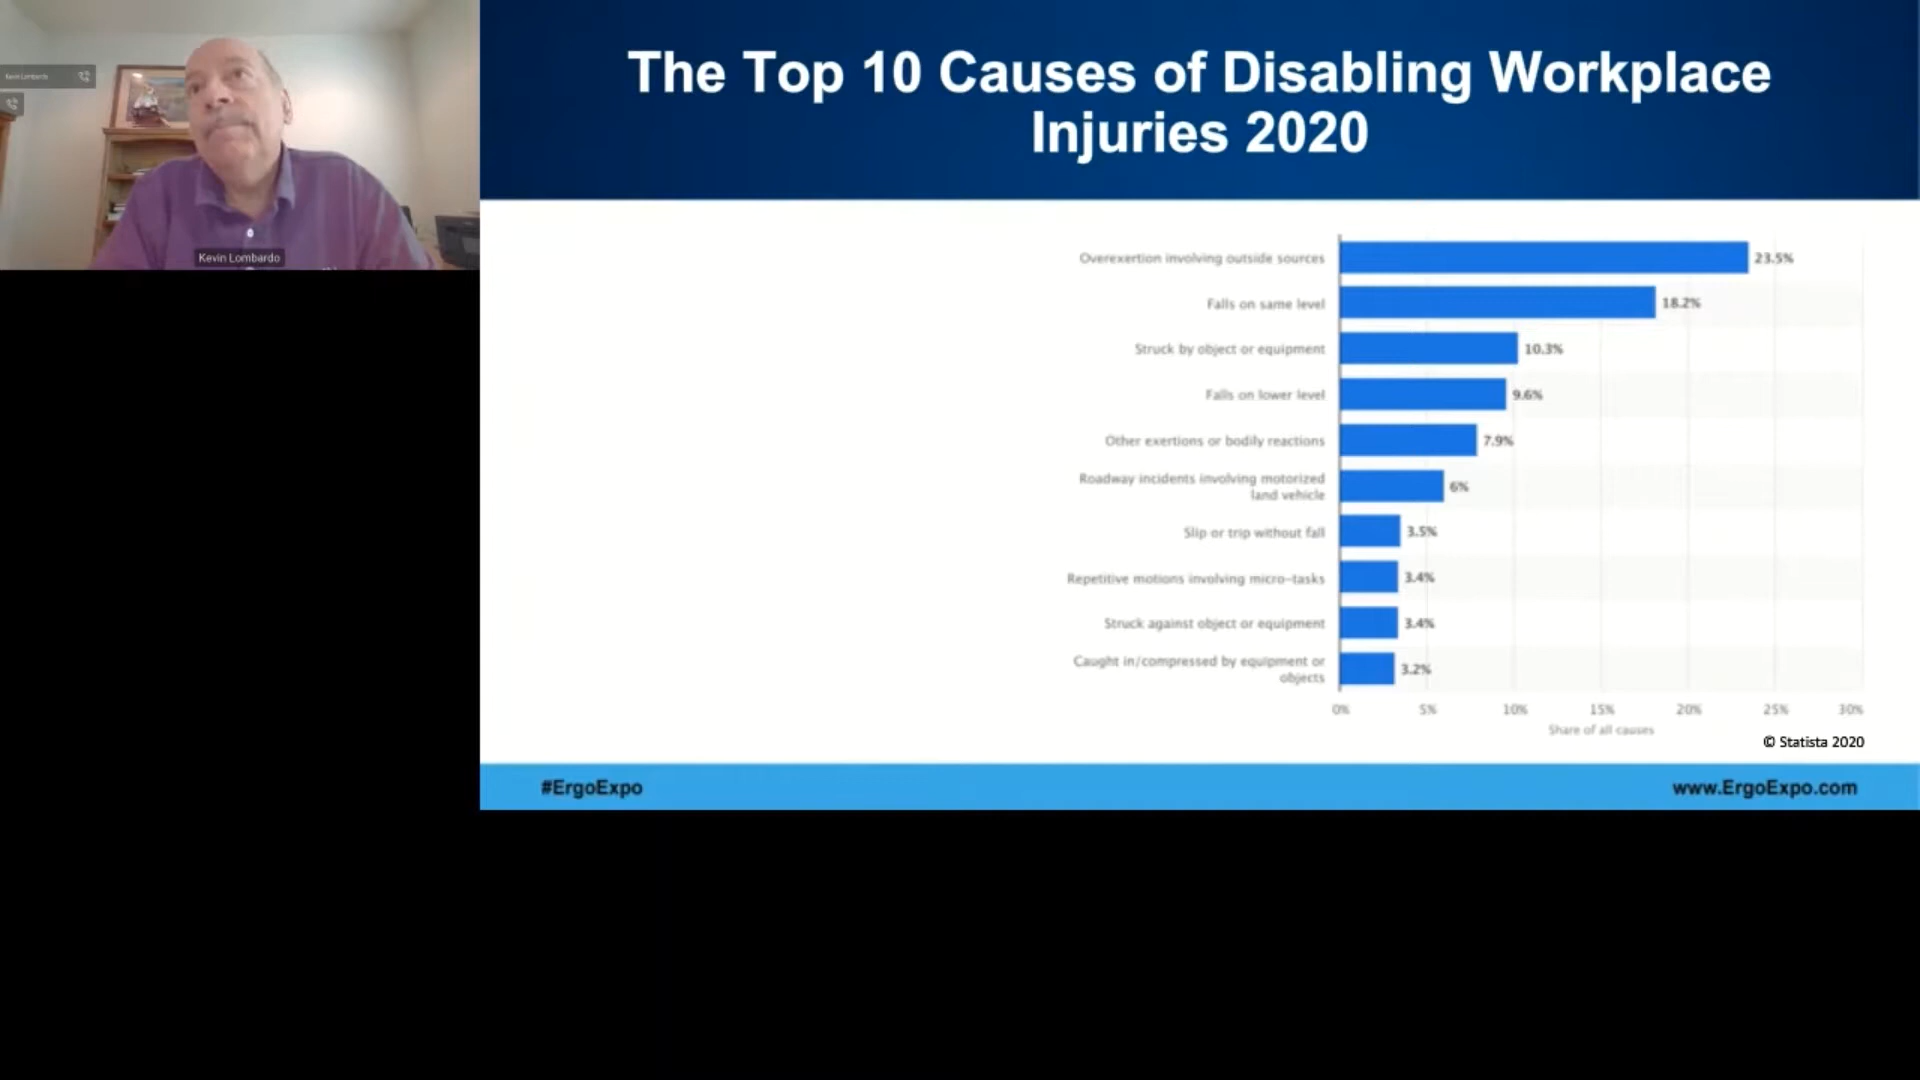 Kevin Lombardo
Kevin Lombardo
The Top 10 Causes of Disabling Workplace
Injuries 2020
Overexertion involving outside sources
23.5%
Falls on same level
18.2%
Struck by object or equipment
10.3%
Falls on lower level
9.6%
Other exertions or bodily reactions
7.9%
Roadway incidents involving motorized
land vehicle
6%
Slip or trip without fall
3.5%
Repetitive motions involving micro-tasks
3.4%
Struck against object or equipment
3.4%
Caught in/compressed by equipment or
objects
3.2%
0% 5% 10% 15% 20% 25% 30%
Share of all causes
© Statista 2020
#ErgoExpo
www.ErgoExpo.com